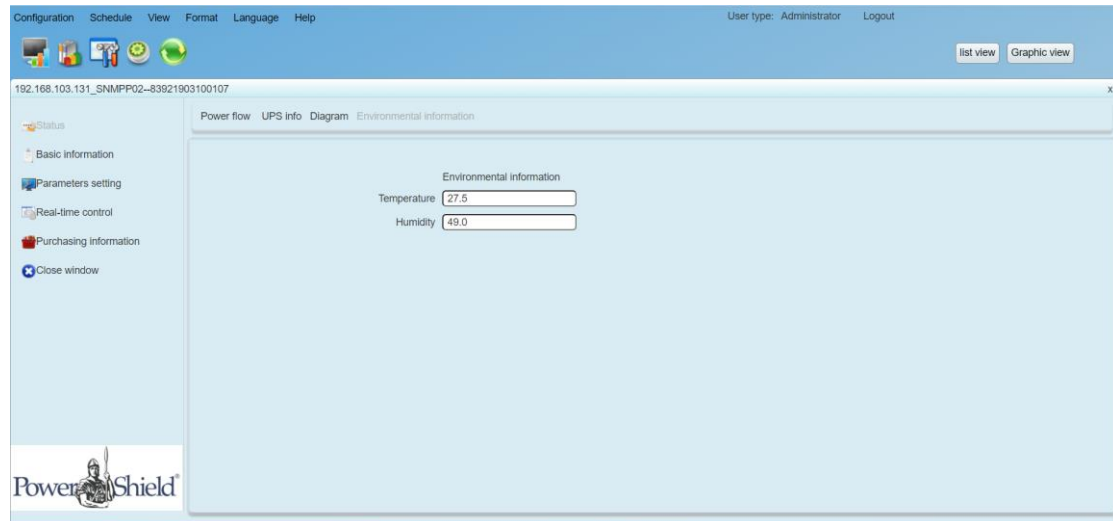 Configuration Schedule View Format Language Help User type: Administrator Logout
list view Graphic view
192.168.103.131_SNMPP02--83921903100107 x
Power flow UPS info Diagram Environmental information
Status
Basic information
Parameters setting
Real-time control
Purchasing information
Close window
Environmental information
Temperature 27.5
Humidity 49.0
PowerShield®